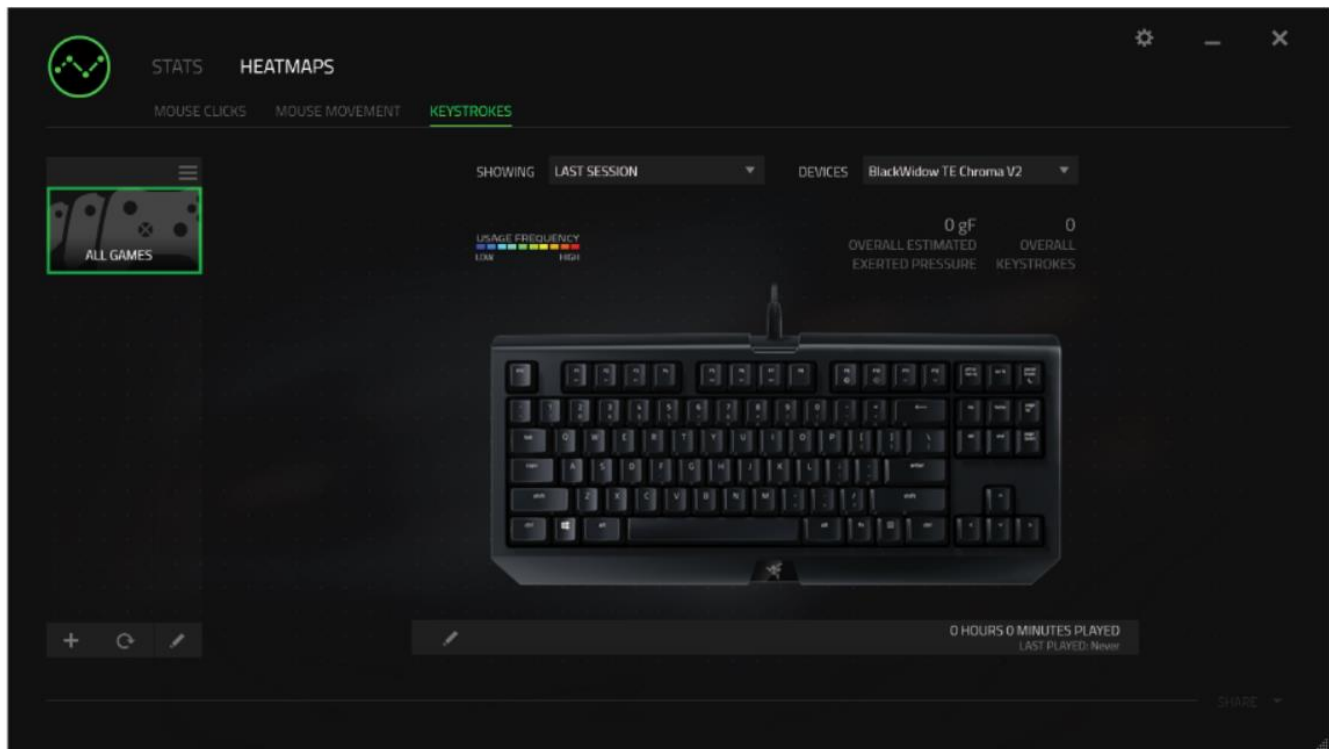 STATS HEATMAPS
MOUSE CLICKS MOUSE MOVEMENT KEYSTROKES
SHOWING LAST SESSION DEVICES BlackWidow TE Chroma V2
ALL GAMES
USAGE FREQUENCY
LOW HIGH
0 gF
OVERALL ESTIMATED
EXERTED PRESSURE
0
OVERALL
KEYSTROKES
Q W E R T Y U I O P
A S D F G H J K L
Z X C V B N M
0 HOURS 0 MINUTES PLAYED
LAST PLAYED: Never
SHARE